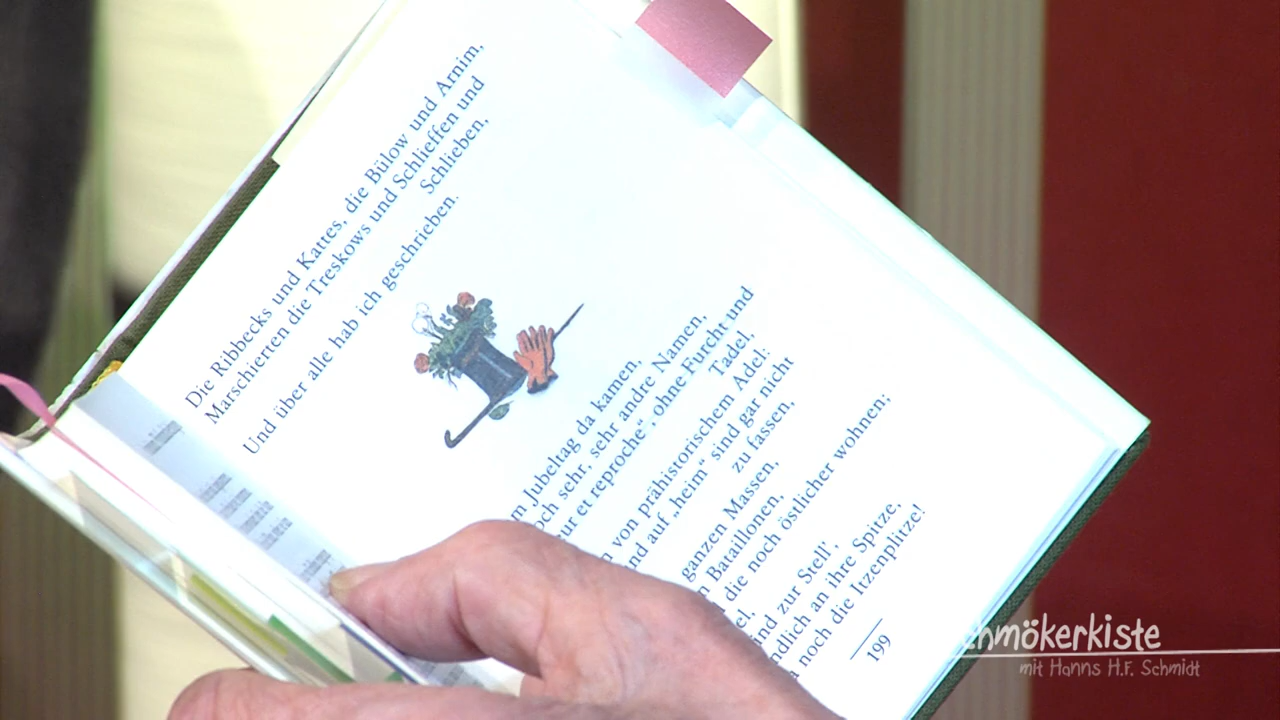 Die Ribbecks und Kattes, die Bülow und Arnim,
Marschierten die Treskows und Schlieffen und
Schlieben,
Und über alle hab ich geschrieben.
Jubeltag da kamen,
sehr, sehr andre Namen,
et reproche", ohne Furcht und
Tadel,
von prähistorischem Adel:
auf „heim" sind gar nicht
zu fassen,
ganzen Massen,
Bataillonen,
die noch östlicher wohnen;
zur Stell',
an ihre Spitze,
noch die Itzenplitze!
199
chmökerkiste
mit Hanns H.F. Schmidt